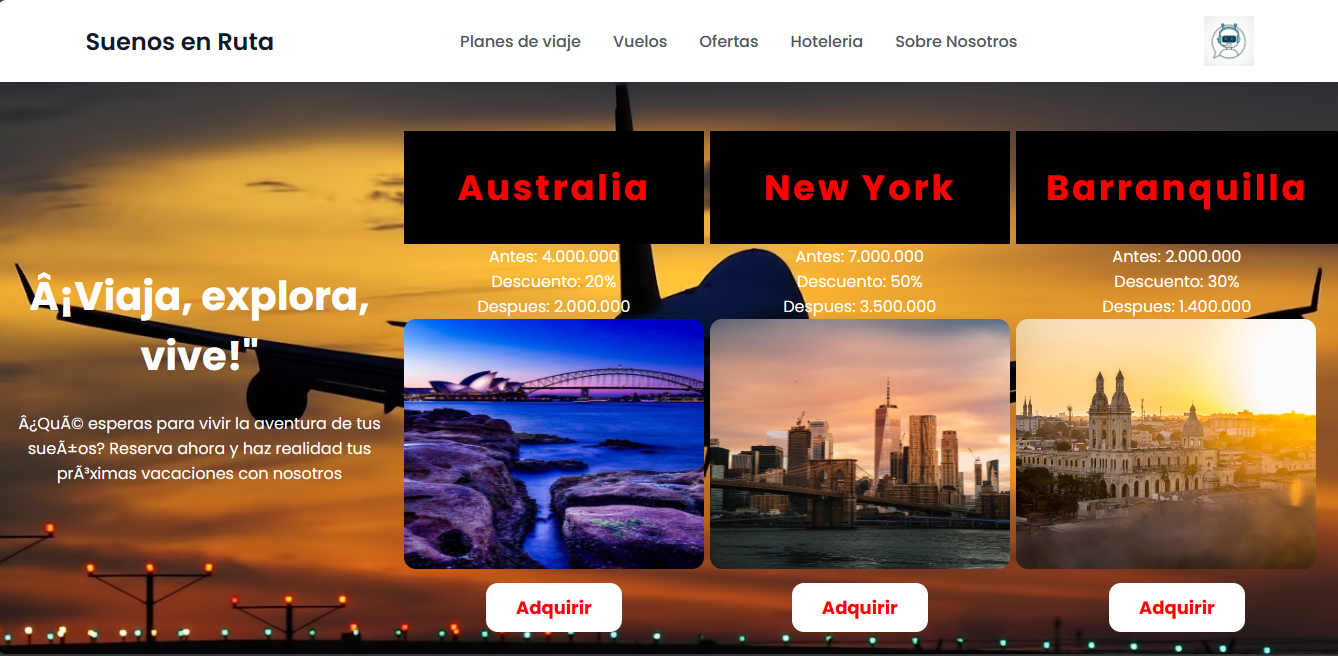 Suenos en Ruta
Planes de viaje
Vuelos
Ofertas
Hoteleria
Sobre Nosotros
Â¡Viaja, explora,
vive!"
Â¿QuÃ© esperas para vivir la aventura de tus
sueÃ±os? Reserva ahora y haz realidad tus
prÃ³ximas vacaciones con nosotros
Australia
Antes: 4.000.000
Descuento: 20%
Despues: 2.000.000
Adquirir
New York
Antes: 7.000.000
Descuento: 50%
Despues: 3.500.000
Adquirir
Barranquilla
Antes: 2.000.000
Descuento: 30%
Despues: 1.400.000
Adquirir